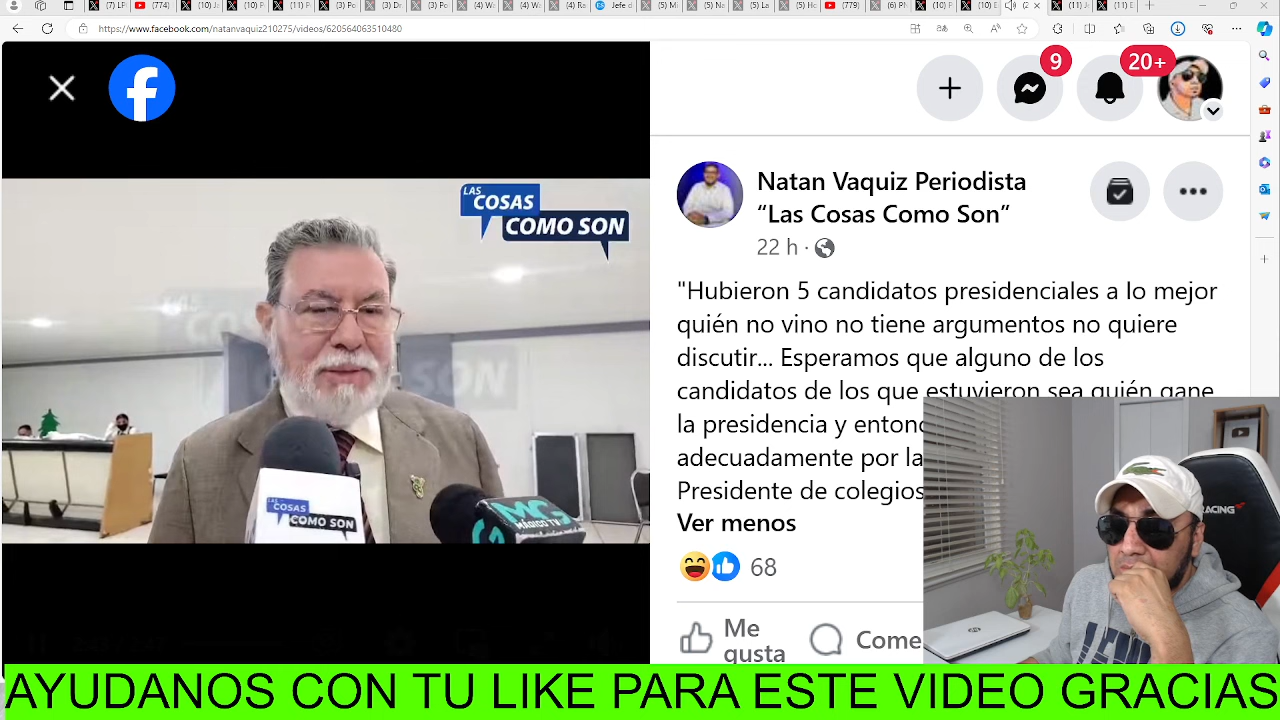 https://www.facebook.com/natanvaquiz210275/videos/620564063510480
9
20+
LAS
COSAS
COMO SON
Natan Vaquiz Periodista
“Las Cosas Como Son”
22 h ·
"Hubieron 5 candidatos presidenciales a lo mejor
quién no vino no tiene argumentos no quiere
discutir... Esperamos que alguno de los
candidatos de los que estuvieron sea quién gane
la presidencia y entonc
adecuadamente por la
Presidente de colegios
Ver menos
68
Me
gusta
Come
LAS
COSAS
COMO SON
MG
MÁGICO TV
RACING
AYUDANOS CON TU LIKE PARA ESTE VIDEO GRACIAS